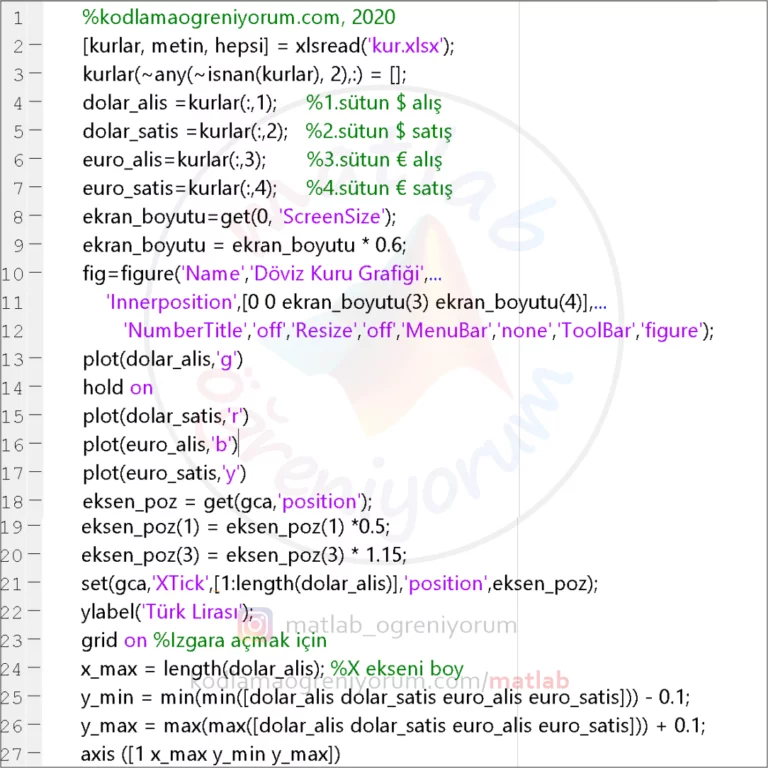 1 %kodlamaogreniyorum.com, 2020
2 [kurlar, metin, hepsi] = xlsread('kur.xlsx');
3 kurlar(~any(~isnan(kurlar), 2),:) = [];
4 dolar_alis =kurlar(:,1); %1.sütun $ alış
5 dolar_satis =kurlar(:,2); %2.sütun $ satış
6 euro_alis=kurlar(:,3); %3.sütun € alış
7 euro_satis=kurlar(:,4); %4.sütun € satış
8 ekran_boyutu=get(0, 'ScreenSize');
9 ekran_boyutu = ekran_boyutu * 0.6;
10 fig=figure('Name','Döviz Kuru Grafiği',...
11 'Innerposition',[0 0 ekran_boyutu(3) ekran_boyutu(4)],...
12 'NumberTitle','off','Resize','off','MenuBar','none','ToolBar','figure');
13 plot(dolar_alis,'g')
14 hold on
15 plot(dolar_satis,'r')
16 plot(euro_alis,'b')
17 plot(euro_satis,'y')
18 eksen_poz = get(gca,'position');
19 eksen_poz(1) = eksen_poz(1) *0.5;
20 eksen_poz(3) = eksen_poz(3) * 1.15;
21 set(gca,'XTick',[1:length(dolar_alis)],'position',eksen_poz);
22 ylabel('Türk Lirası');
23 grid on %Izgara açmak için
24 x_max = length(dolar_alis); %X ekseni boy
25 y_min = min(min([dolar_alis dolar_satis euro_alis euro_satis])) - 0.1;
26 y_max = max(max([dolar_alis dolar_satis euro_alis euro_satis])) + 0.1;
27 axis ([1 x_max y_min y_max])
matlab
öğreniyorum
matlab_ogreniyorum
kodlamaogreniyorum.com/matlab